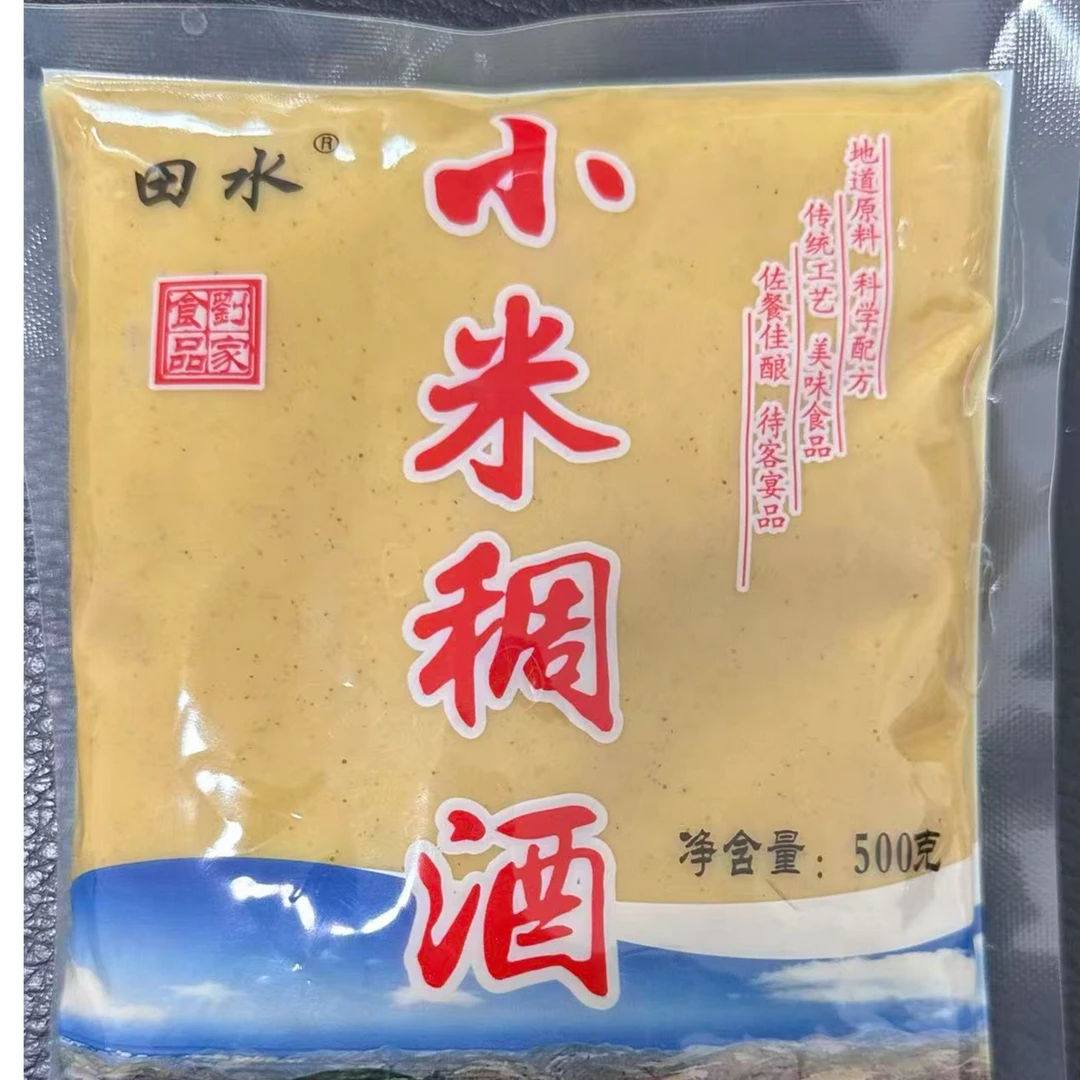 田水®
劉家
食品
小米稠酒
地道原料 科学配方
传统工艺 美味食品
佐餐佳酿 待客宴品
净含量：500克